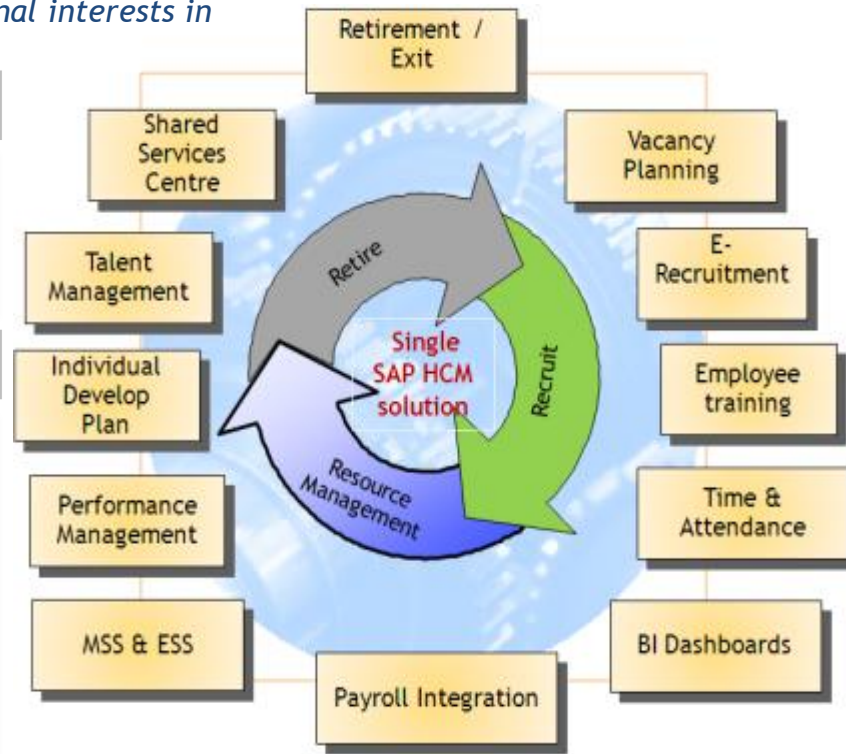 nal interests in
Retirement /
Exit
Shared
Services
Centre
Vacancy
Planning
Talent
Management
E-
Recruitment
Retire
Single
SAP HCM
solution
Recruit
Individual
Develop
Plan
Employee
training
Resource
Management
Performance
Management
Time &
Attendance
MSS & ESS
BI Dashboards
Payroll Integration